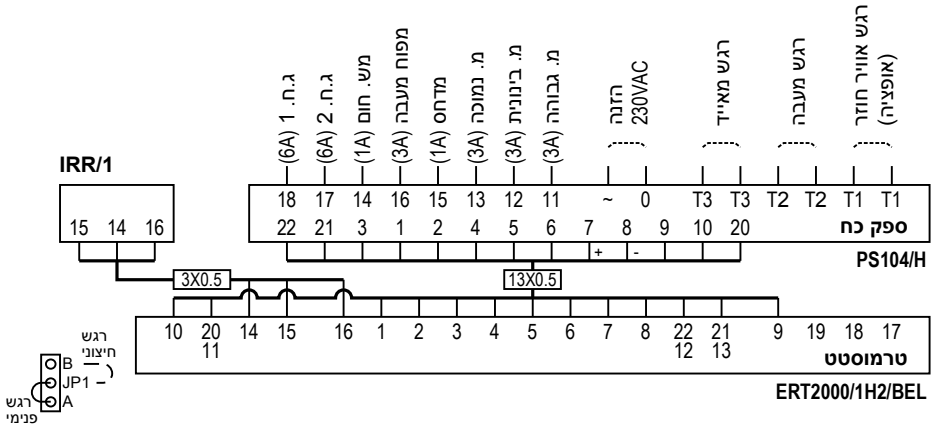 ג.ח. 1 (6A)
ג.ח. 2 (6A)
מש. חום (1A)
מפוח מעבה (3A)
מדחס (1A)
מ. נמוכה (3A)
מ. בינונית (3A)
מ. גבוהה (3A)
הזנה
230VAC
רגש מאייד
רגש מעבה
רגש אוויר חוזר
(אופציה)
IRR/1
15 14 16
18 17 14 16 15 13 12 11 ~ 0 T3 T3 T2 T2 T1 T1
ספק כח
22 21 3 1 2 4 5 6 7 8 9 10 20
+ -
PS104/H
3X0.5
13X0.5
10 20 14 15 16 1 2 3 4 5 6 7 8 22 21 9 19 18 17
11 12 13
טרמוסטט
ERT2000/1H2/BEL
רגש
חיצוני
B
JP1
A
רגש
פנימי